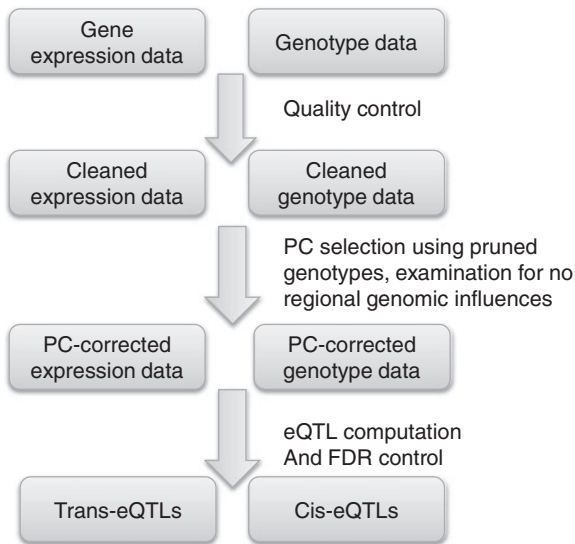 Gene
expression data
Genotype data
Quality control
Cleaned
expression data
Cleaned
genotype data
PC selection using pruned
genotypes, examination for no
regional genomic influences
PC-corrected
expression data
PC-corrected
genotype data
eQTL computation
And FDR control
Trans-eQTLs
Cis-eQTLs